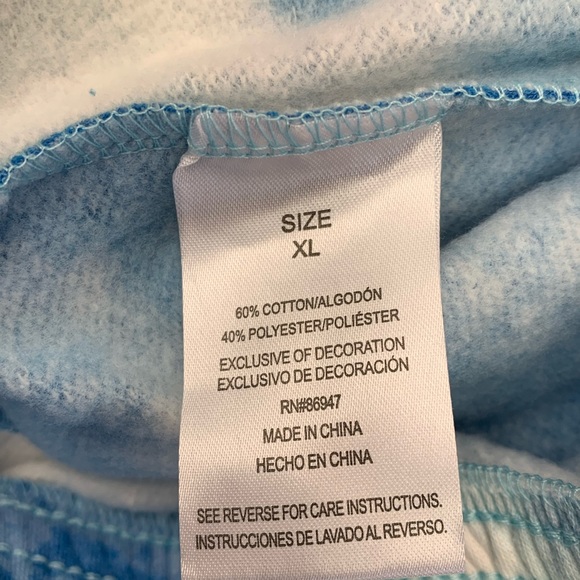 SIZE
XL
60% COTTON/ALGODÓN
40% POLYESTER/POLIÉSTER
EXCLUSIVE OF DECORATION
EXCLUSIVO DE DECORACIÓN
RN#86947
MADE IN CHINA
HECHO EN CHINA
SEE REVERSE FOR CARE INSTRUCTIONS.
INSTRUCCIONES DE LAVADO AL REVERSO.